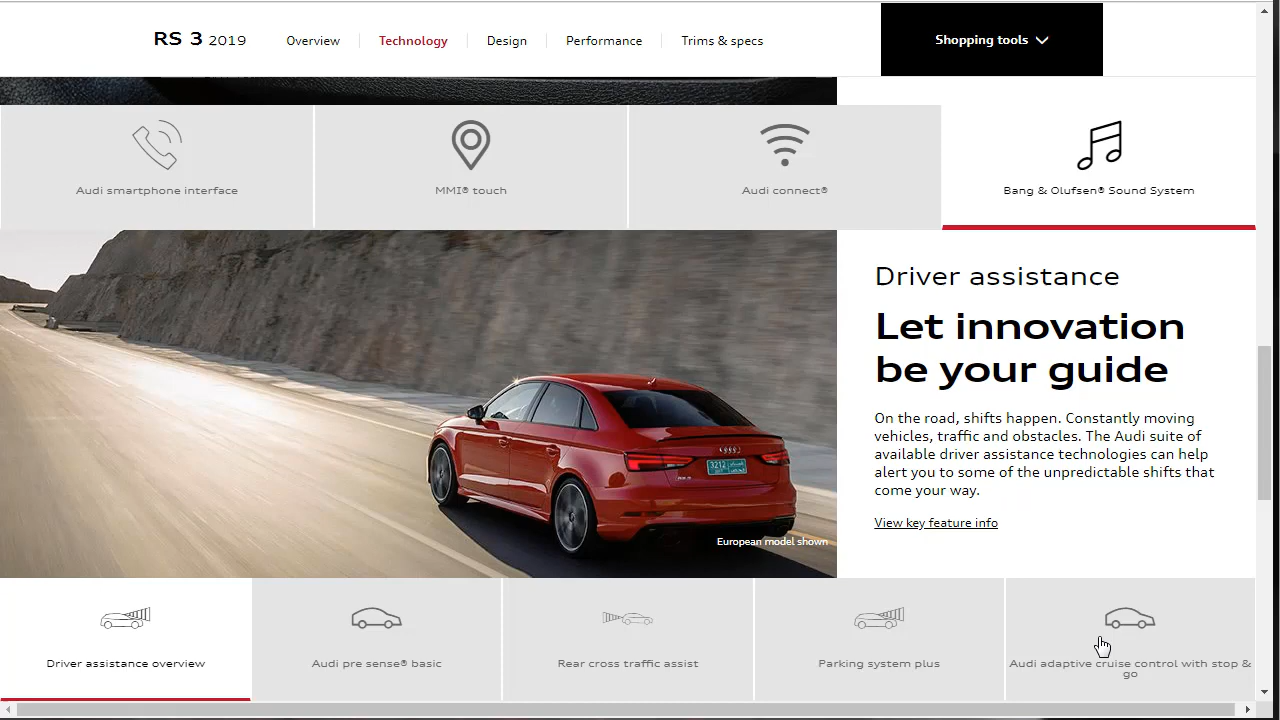 RS 3 2019
Overview
Technology
Design
Performance
Trims & specs
Shopping tools
Audi smartphone interface
MMI® touch
Audi connect®
Bang & Olufsen® Sound System
Driver assistance
Let innovation
be your guide
On the road, shifts happen. Constantly moving
vehicles, traffic and obstacles. The Audi suite of
available driver assistance technologies can help
alert you to some of the unpredictable shifts that
come your way.
View key feature info
3212
European model shown
Driver assistance overview
Audi pre sense® basic
Rear cross traffic assist
Parking system plus
Audi adaptive cruise control with stop &
go